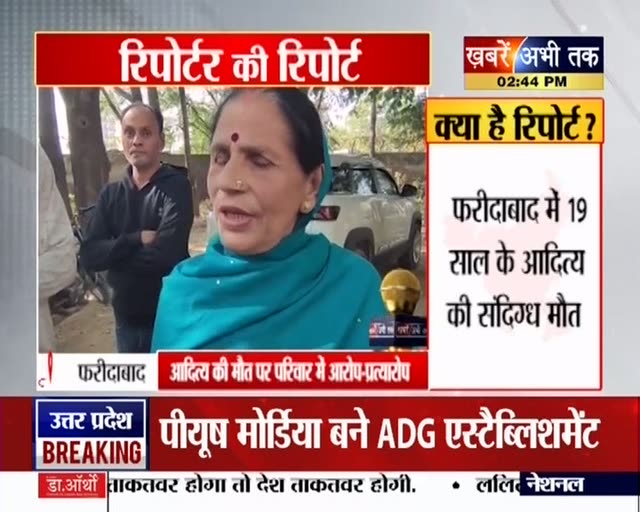 रिपोर्टर की रिपोर्ट
ख़बरें अभी तक
02:44 PM
क्या है रिपोर्ट ?
फरीदाबाद में 19
साल के आदित्य
की संदिग्ध मौत
फरीदाबाद
आदित्य की मौत पर परिवार में आरोप-प्रत्यारोप
उत्तर प्रदेश
BREAKING
पीयूष मोर्डिया बने ADG एस्टैब्लिशमेंट
डा.ऑर्थो
ताकतवर होगा तो देश ताकतवर होगी.
नेशनल